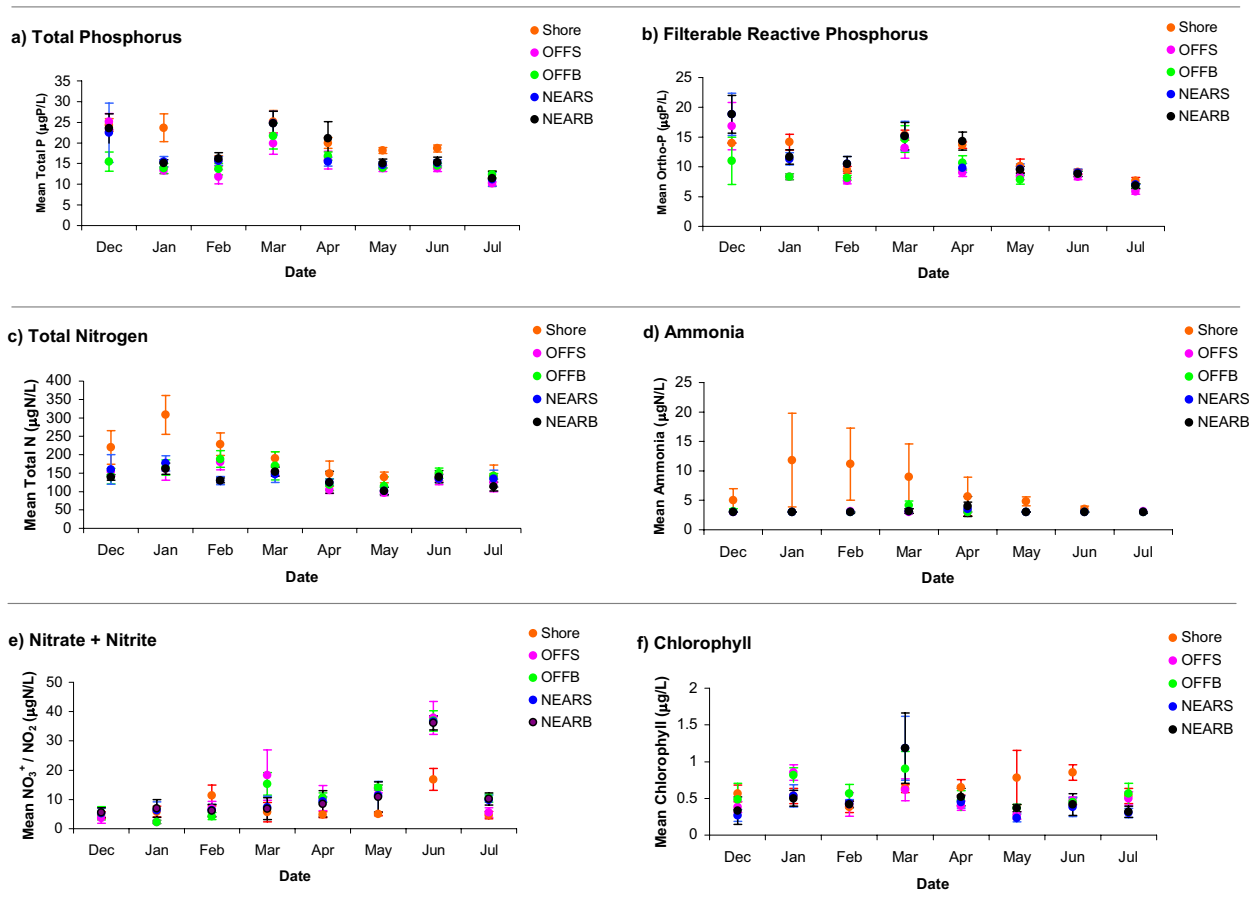 a) Total Phosphorus
Shore
OFFS
OFFB
NEARS
NEARB
Mean Total P (µgP/L)
35
30
25
20
15
10
5
0
Dec Jan Feb Mar Apr May Jun Jul
Date
b) Filterable Reactive Phosphorus
Shore
OFFS
OFFB
NEARS
NEARB
Mean Ortho-P (µgP/L)
25
20
15
10
5
0
Dec Jan Feb Mar Apr May Jun Jul
Date
c) Total Nitrogen
Shore
OFFS
OFFB
NEARS
NEARB
Mean Total N (µgN/L)
400
350
300
250
200
150
100
50
0
Dec Jan Feb Mar Apr May Jun Jul
Date
d) Ammonia
Shore
OFFS
OFFB
NEARS
NEARB
Mean Ammonia (µgN/L)
25
20
15
10
5
0
Dec Jan Feb Mar Apr May Jun Jul
Date
e) Nitrate + Nitrite
Shore
OFFS
OFFB
NEARS
NEARB
Mean NO₃⁺ / NO₂ (µgN/L)
50
40
30
20
10
0
Dec Jan Feb Mar Apr May Jun Jul
Date
f) Chlorophyll
Shore
OFFS
OFFB
NEARS
NEARB
Mean Chlorophyll (µg/L)
2
1.5
1
0.5
0
Dec Jan Feb Mar Apr May Jun Jul
Date